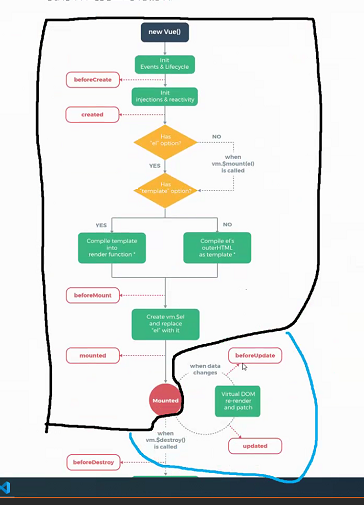 new Vue()
Init
Events & Lifecycle
beforeCreate
Init
injections & reactivity
created
Has
"el" option?
NO
YES
when
vm.$mount(el)
is called
Has
"template" option?
YES
NO
Compile template
into
render function *
Compile el's
outerHTML
as template *
beforeMount
Create vm.$el
and replace
"el" with it
mounted
beforeUpdate
when data
changes
Mounted
Virtual DOM
re-render
and patch
updated
when
vm.$destroy()
is called
beforeDestroy